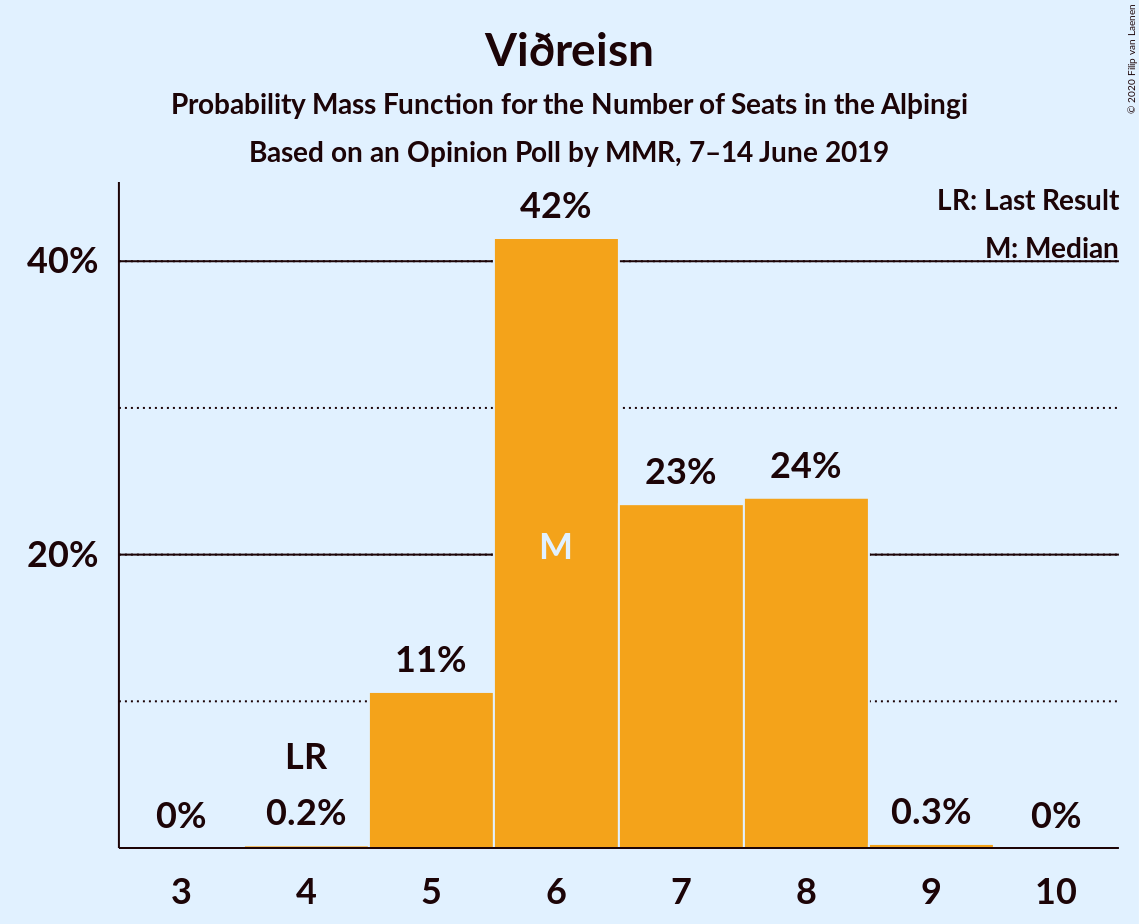 Viðreisn
Probability Mass Function for the Number of Seats in the Alþingi
Based on an Opinion Poll by MMR, 7–14 June 2019
© 2020 Filip van Laenen
LR: Last Result
M: Median
40%
20%
0%
LR
0.2%
11%
42%
M
23%
24%
0.3%
0%
3 4 5 6 7 8 9 10